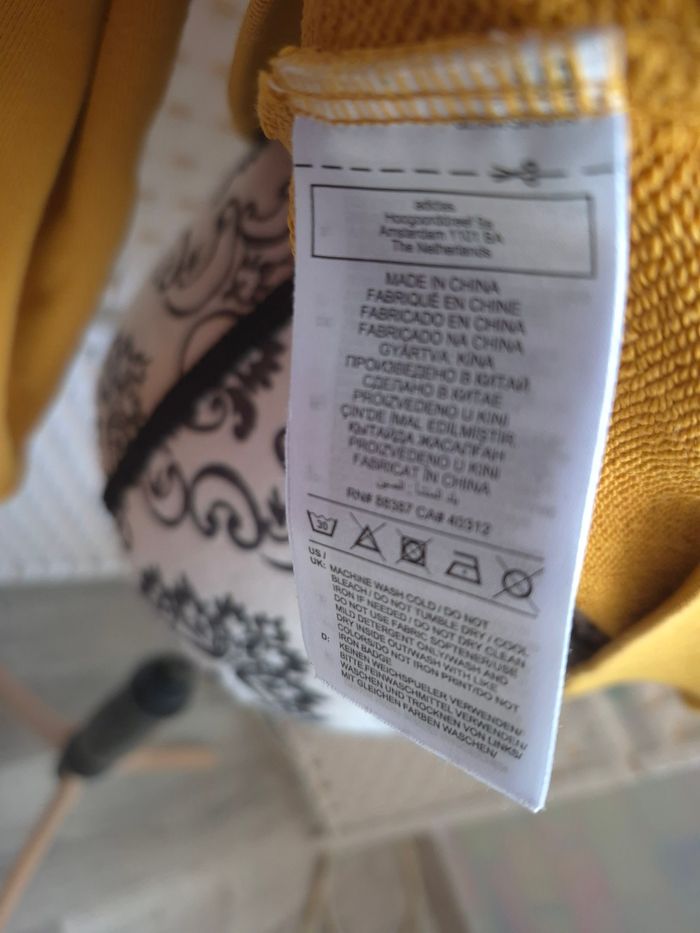 adidas
Hoogoorddreef 9a
Amsterdam 1101 BA
The Netherlands
MADE IN CHINA
FABRIQUÉ EN CHINE
FABRICADO EN CHINA
FABRICADO NA CHINA
GYÁRTVA: KÍNA
ПРОИЗВЕДЕНО В КИТАЙ
СДЕЛАНО В КИТАЕ
PROIZVEDENO U KINI
ÇİN'DE İMAL EDİLMİŞTİR
ҚЫТАЙДА ЖАСАЛҒАН
PROIZVEDENO U KINI
FABRICAT ÎN CHINA
RN# 88387 CA# 40312
30
US / UK: MACHINE WASH COLD / DO NOT
BLEACH / DO NOT TUMBLE DRY / COOL
IRON IF NEEDED / DO NOT DRY CLEAN
DO NOT USE FABRIC SOFTENER/USE
MILD DETERGENT ONLY/WASH AND
DRY INSIDE OUT/WASH WITH LIKE
COLORS/DO NOT IRON PRINT/DO NOT
IRON BADGE
D: KEINEN WEICHSPUELER VERWENDEN/
BITTE FEINWASCHMITTEL VERWENDEN/
WASCHEN UND TROCKNEN VON LINKS/
MIT GLEICHEN FARBEN WASCHEN/